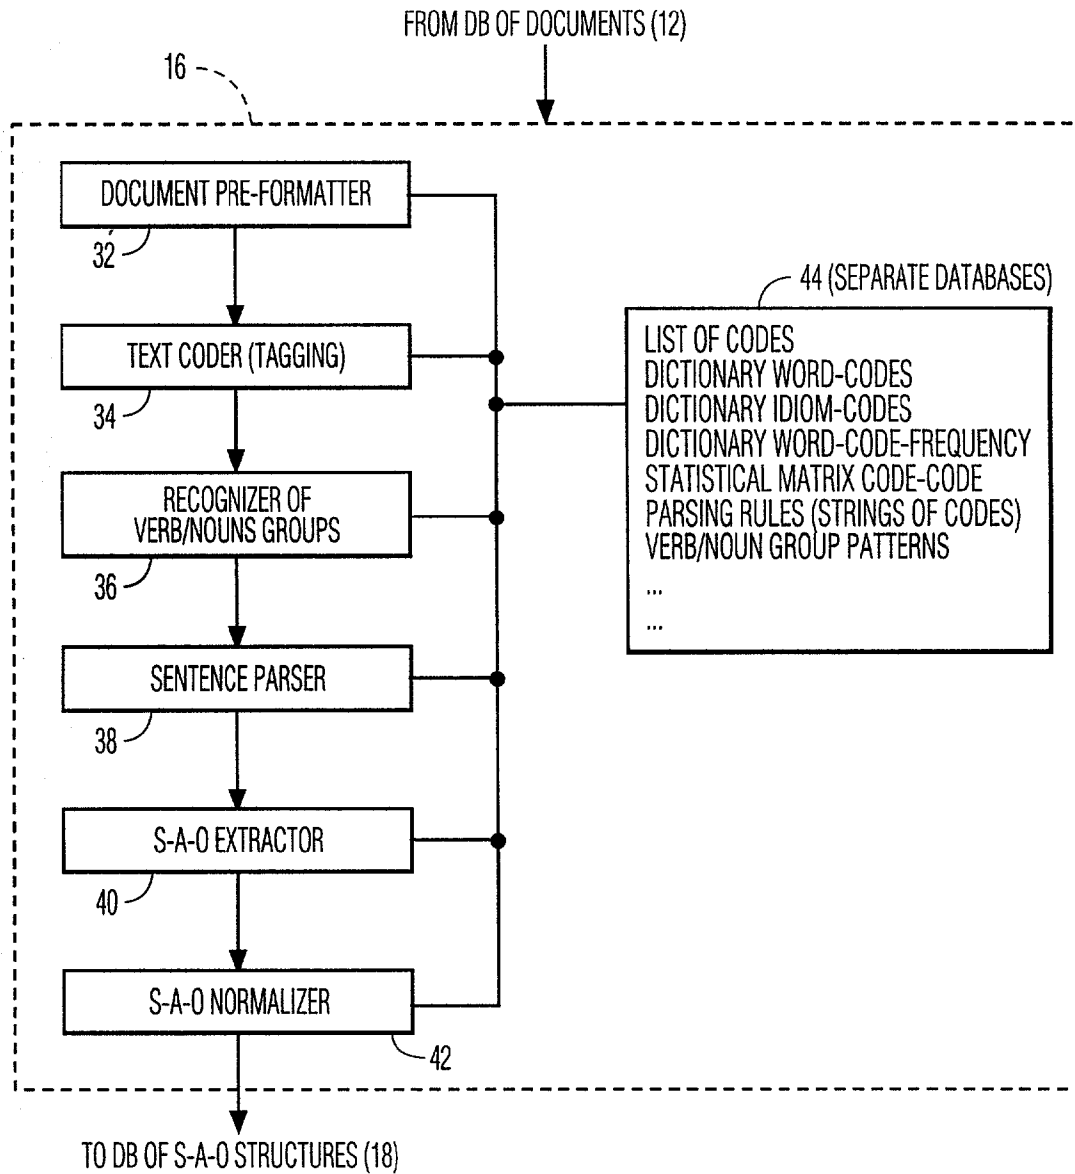 FROM DB OF DOCUMENTS (12)
16
DOCUMENT PRE-FORMATTER
32
TEXT CODER (TAGGING)
34
RECOGNIZER OF
VERB/NOUNS GROUPS
36
SENTENCE PARSER
38
S-A-O EXTRACTOR
40
S-A-O NORMALIZER
42
44 (SEPARATE DATABASES)
LIST OF CODES
DICTIONARY WORD-CODES
DICTIONARY IDIOM-CODES
DICTIONARY WORD-CODE-FREQUENCY
STATISTICAL MATRIX CODE-CODE
PARSING RULES (STRINGS OF CODES)
VERB/NOUN GROUP PATTERNS
...
...
TO DB OF S-A-O STRUCTURES (18)